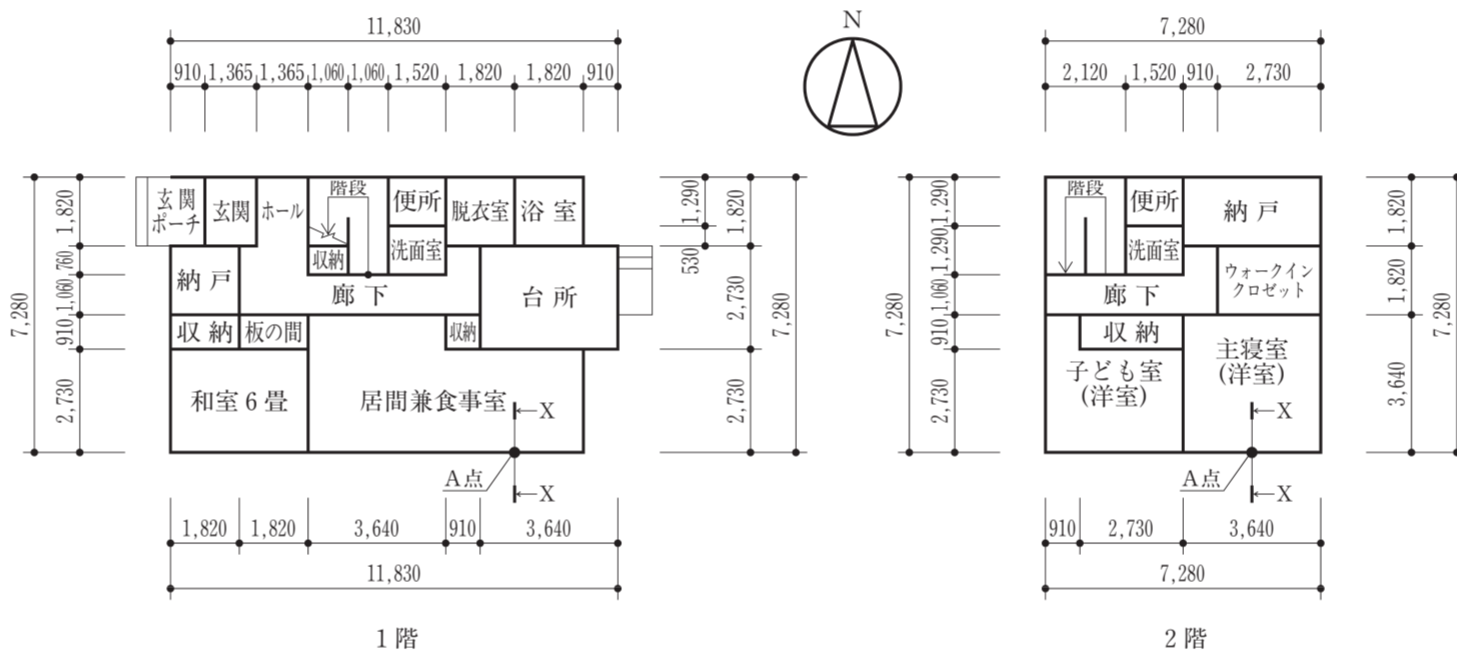 11,830
910 1,365 1,365 1,060 1,060 1,520 1,820 1,820 910
N
7,280
2,120 1,520 910 2,730
7,280
1,820
760
1,060
910
2,730
玄関
ポーチ
玄関
ホール
階段
便所
脱衣室
浴室
収納
洗面室
納戸
廊下
台所
収納
板の間
収納
和室6畳
居間兼食事室
X
A点
X
1,290
530
1,820
2,730
2,730
7,280
1,820 1,820 3,640 910 3,640
11,830
1階
7,280
1,290
1,290
1,060
910
2,730
階段
便所
納戸
洗面室
ウォークイン
クロゼット
廊下
収納
主寝室
(洋室)
子ども室
(洋室)
X
A点
X
1,820
1,820
3,640
7,280
910 2,730 3,640
7,280
2階